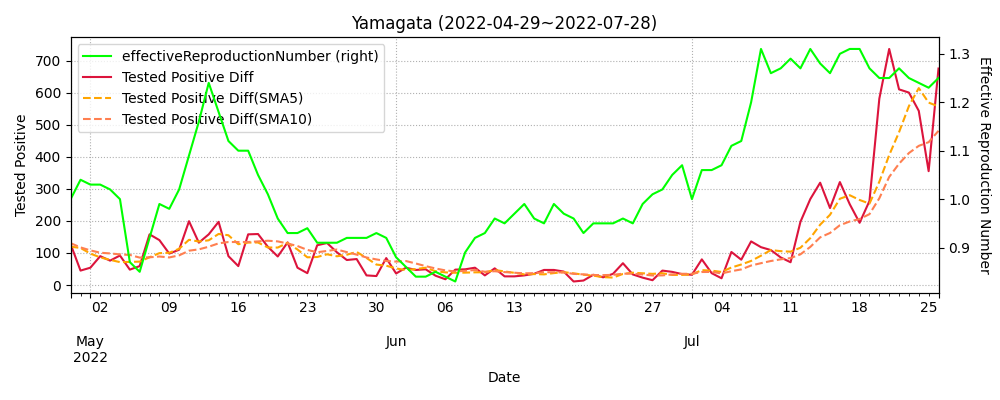 Yamagata (2022-04-29~2022-07-28)
effectiveReproductionNumber (right)
Tested Positive Diff
Tested Positive Diff(SMA5)
Tested Positive Diff(SMA10)
Tested Positive
700
600
500
400
300
200
100
0
1.3
1.2
1.1
1.0
0.9
Effective Reproduction Number
02 09 16 23 30 06 13 20 27 04 11 18 25
May Jun Jul
2022
Date